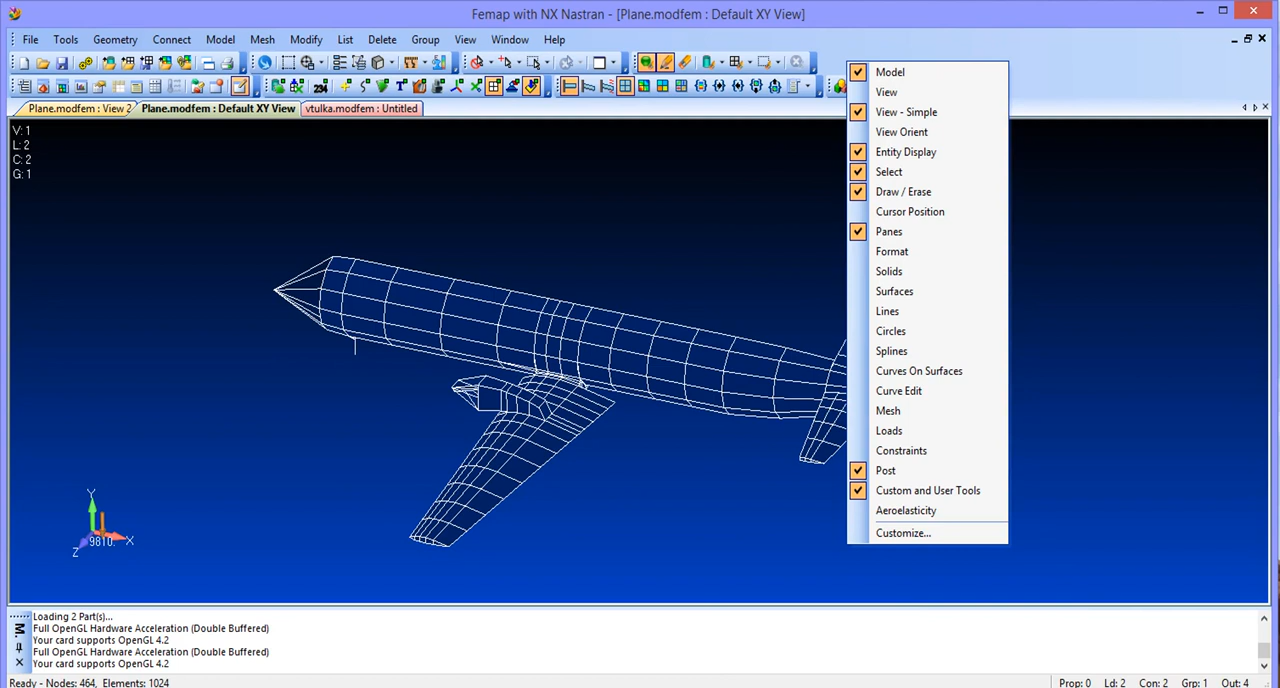 Femap with NX Nastran - [Plane.modfem : Default XY View]
File Tools Geometry Connect Model Mesh Modify List Delete Group View Window Help
234
Plane.modfem : View 2 Plane.modfem : Default XY View vtulka.modfem : Untitled
V: 1
L: 2
C: 2
G: 1
Model
View
View - Simple
View Orient
Entity Display
Select
Draw / Erase
Cursor Position
Panes
Format
Solids
Surfaces
Lines
Circles
Splines
Curves On Surfaces
Curve Edit
Mesh
Loads
Constraints
Post
Custom and User Tools
Aeroelasticity
Customize...
Y
X
Z
9810.
Loading 2 Part(s)...
Full OpenGL Hardware Acceleration (Double Buffered)
Your card supports OpenGL 4.2
Full OpenGL Hardware Acceleration (Double Buffered)
Your card supports OpenGL 4.2
Ready - Nodes: 464, Elements: 1024 Prop: 0 Ld: 2 Con: 2 Grp: 1 Out: 4